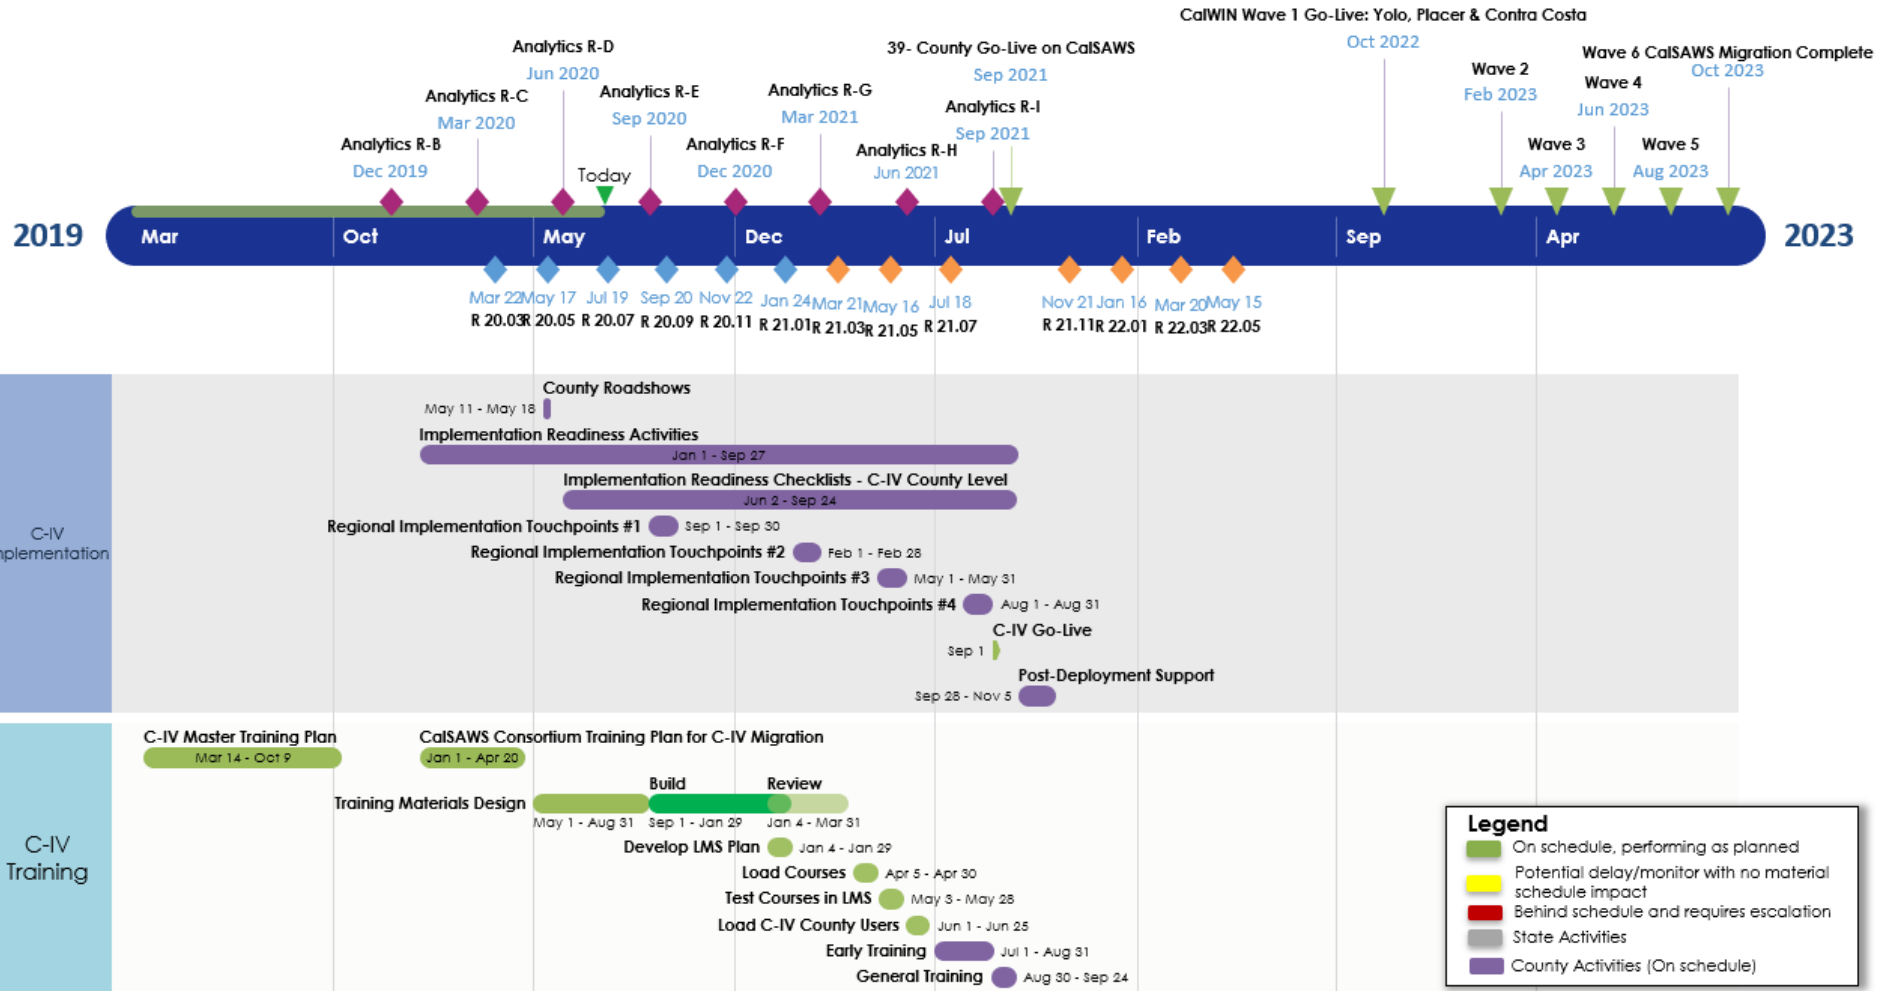 CalWIN Wave 1 Go-Live: Yolo, Placer & Contra Costa
Oct 2022
Analytics R-D
Jun 2020
39- County Go-Live on CalSAWS
Sep 2021
Wave 6 CalSAWS Migration Complete
Oct 2023
Wave 2
Feb 2023
Wave 4
Jun 2023
Analytics R-C
Mar 2020
Analytics R-E
Sep 2020
Analytics R-G
Mar 2021
Analytics R-I
Sep 2021
Analytics R-B
Dec 2019
Analytics R-F
Dec 2020
Analytics R-H
Jun 2021
Wave 3
Apr 2023
Wave 5
Aug 2023
Today
2019
Mar
Oct
May
Dec
Jul
Feb
Sep
Apr
2023
Mar 22
R 20.03
May 17
R 20.05
Jul 19
R 20.07
Sep 20
R 20.09
Nov 22
R 20.11
Jan 24
R 21.01
Mar 21
R 21.03
May 16
R 21.05
Jul 18
R 21.07
Nov 21
R 21.11
Jan 16
R 22.01
Mar 20
R 22.03
May 15
R 22.05
C-IV
mplementation
County Roadshows
May 11 - May 18
Implementation Readiness Activities
Jan 1 - Sep 27
Implementation Readiness Checklists - C-IV County Level
Jun 2 - Sep 24
Regional Implementation Touchpoints #1
Sep 1 - Sep 30
Regional Implementation Touchpoints #2
Feb 1 - Feb 28
Regional Implementation Touchpoints #3
May 1 - May 31
Regional Implementation Touchpoints #4
Aug 1 - Aug 31
C-IV Go-Live
Sep 1
Post-Deployment Support
Sep 28 - Nov 5
C-IV
Training
C-IV Master Training Plan
Mar 14 - Oct 9
CalSAWS Consortium Training Plan for C-IV Migration
Jan 1 - Apr 20
Build
Review
Training Materials Design
May 1 - Aug 31
Sep 1 - Jan 29
Jan 4 - Mar 31
Develop LMS Plan
Jan 4 - Jan 29
Load Courses
Apr 5 - Apr 30
Test Courses in LMS
May 3 - May 28
Load C-IV County Users
Jun 1 - Jun 25
Early Training
Jul 1 - Aug 31
General Training
Aug 30 - Sep 24
Legend
On schedule, performing as planned
Potential delay/monitor with no material
schedule impact
Behind schedule and requires escalation
State Activities
County Activities (On schedule)